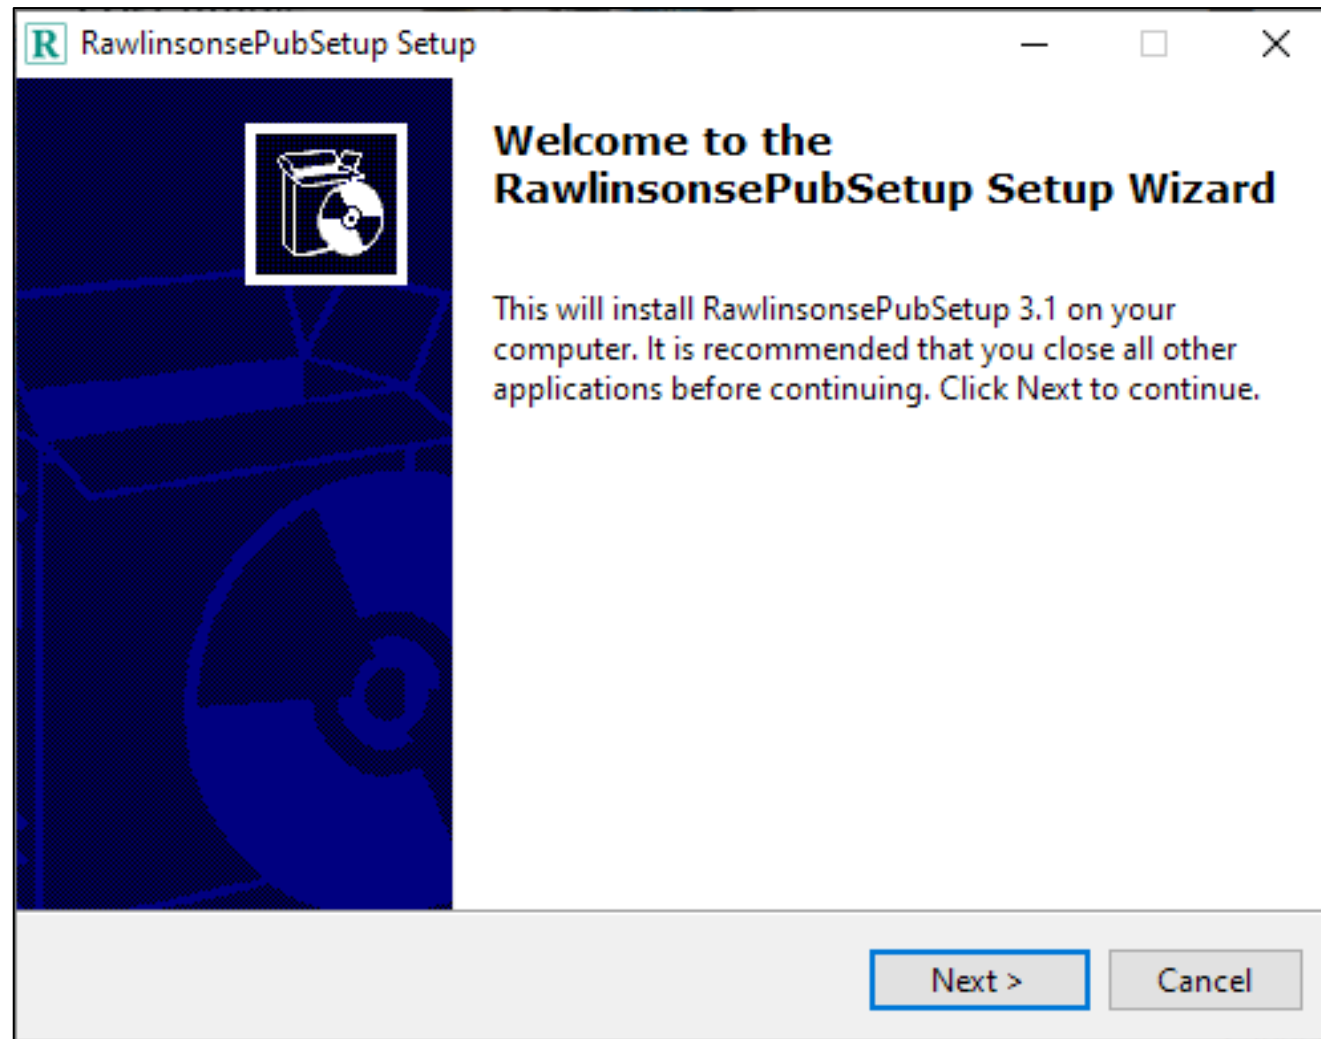 R RawlinsonsePubSetup Setup
Welcome to the
RawlinsonsePubSetup Setup Wizard
This will install RawlinsonsePubSetup 3.1 on your
computer. It is recommended that you close all other
applications before continuing. Click Next to continue.
Next > Cancel